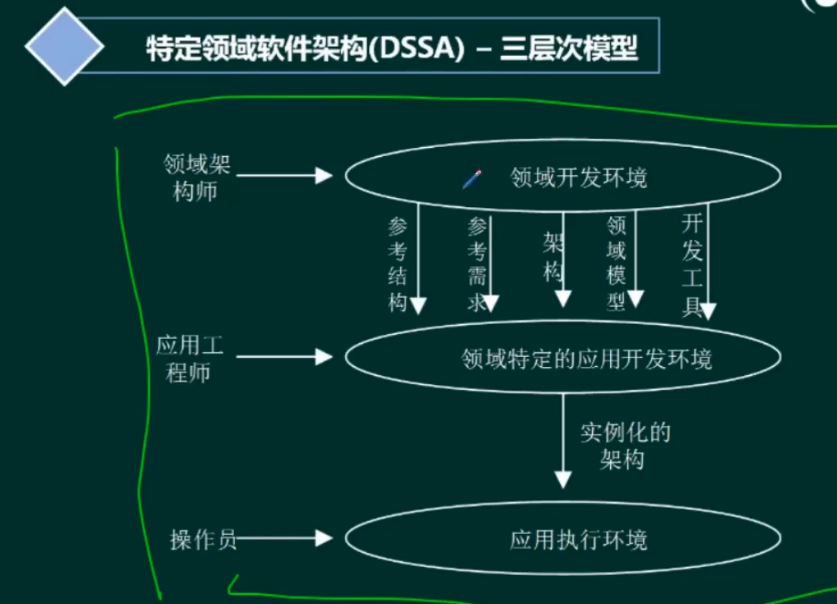 特定领域软件架构(DSSA) – 三层次模型
领域架
构师
领域开发环境
参考结构
参考需求
架构
领域模型
开发工具
应用工
程师
领域特定的应用开发环境
实例化的
架构
操作员
应用执行环境